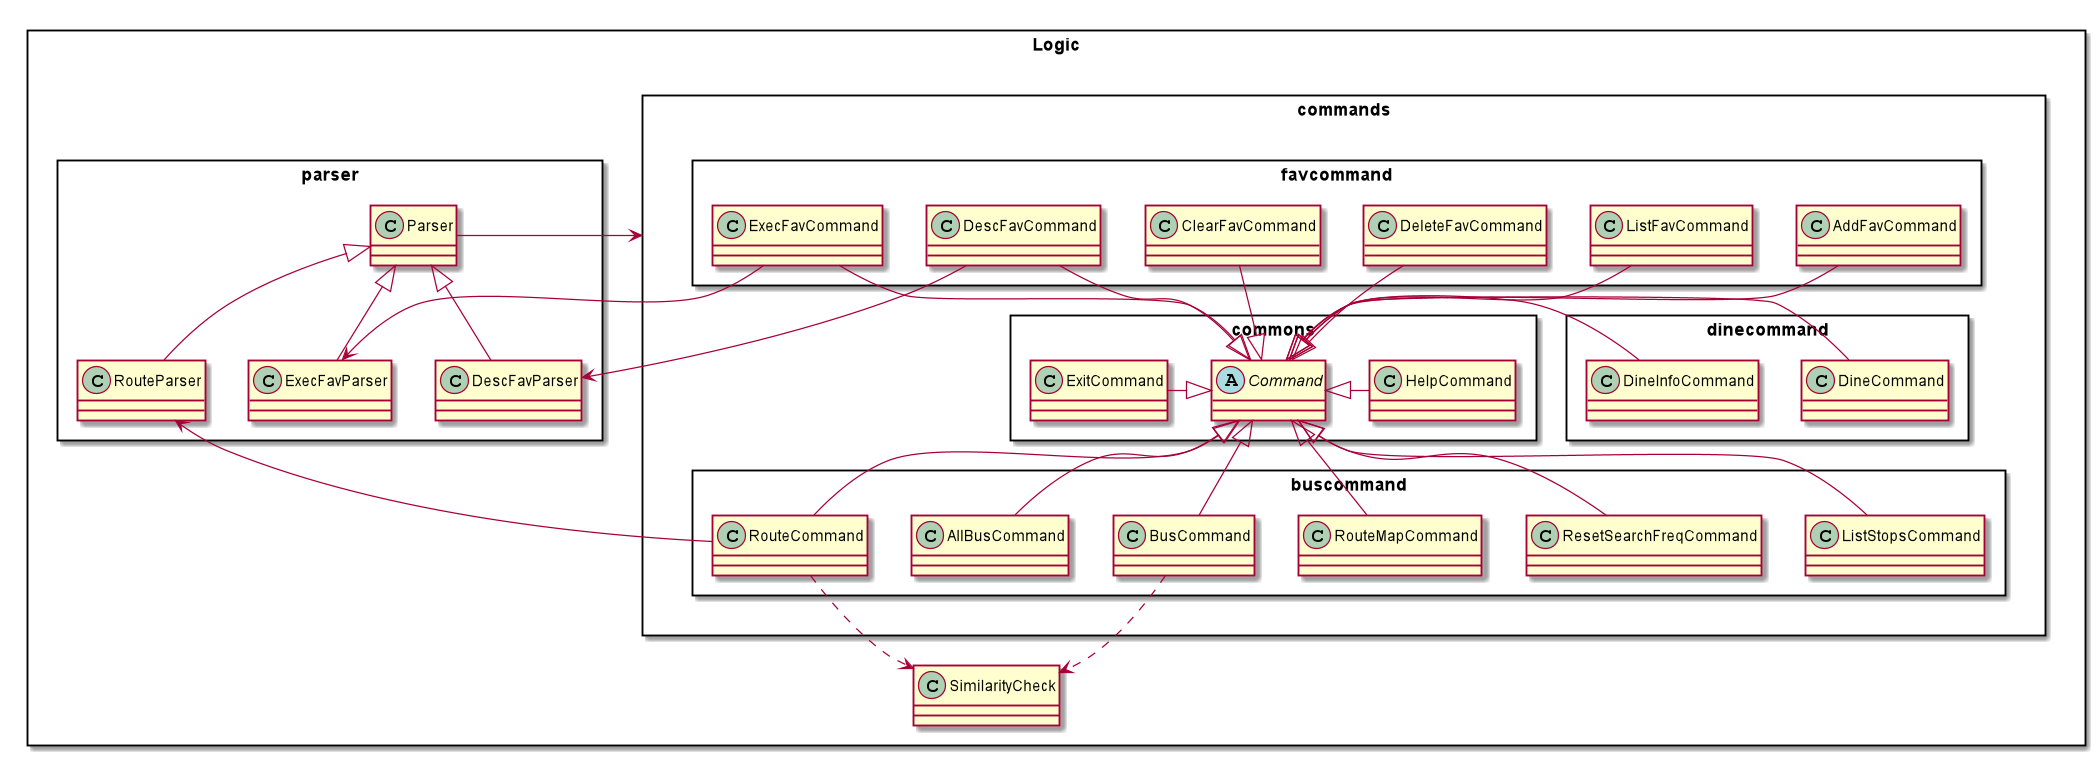 Logic
commands
parser
favcommand
C Parser
C ExecFavCommand
C DescFavCommand
C ClearFavCommand
C DeleteFavCommand
C ListFavCommand
C AddFavCommand
commons
dinecommand
C RouteParser
C ExecFavParser
C DescFavParser
C ExitCommand
A Command
C HelpCommand
C DineInfoCommand
C DineCommand
buscommand
C RouteCommand
C AllBusCommand
C BusCommand
C RouteMapCommand
C ResetSearchFreqCommand
C ListStopsCommand
C SimilarityCheck